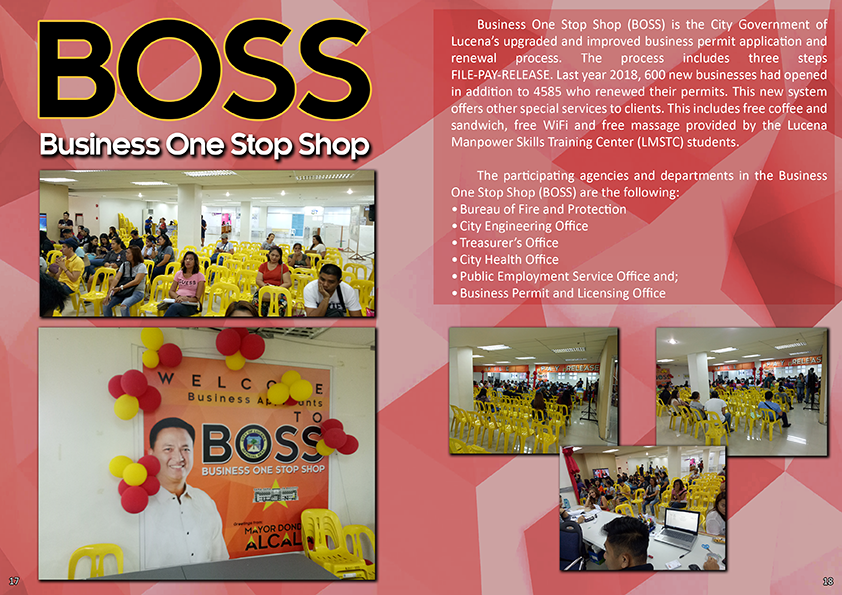 BOSS
Business One Stop Shop
WELCOME
Business Applicants
TO
BOSS
BUSINESS ONE STOP SHOP
Greetings from
MAYOR DOND
ALCAL
17
Business One Stop Shop (BOSS) is the City Government of
Lucena's upgraded and improved business permit application and
renewal process. The process includes three steps
FILE-PAY-RELEASE. Last year 2018, 600 new businesses had opened
in addition to 4585 who renewed their permits. This new system
offers other special services to clients. This includes free coffee and
sandwich, free WiFi and free massage provided by the Lucena
Manpower Skills Training Center (LMSTC) students.
The participating agencies and departments in the Business
One Stop Shop (BOSS) are the following:
• Bureau of Fire and Protection
• City Engineering Office
• Treasurer's Office
• City Health Office
• Public Employment Service Office and;
• Business Permit and Licensing Office
RELEASE
RELEASE
18